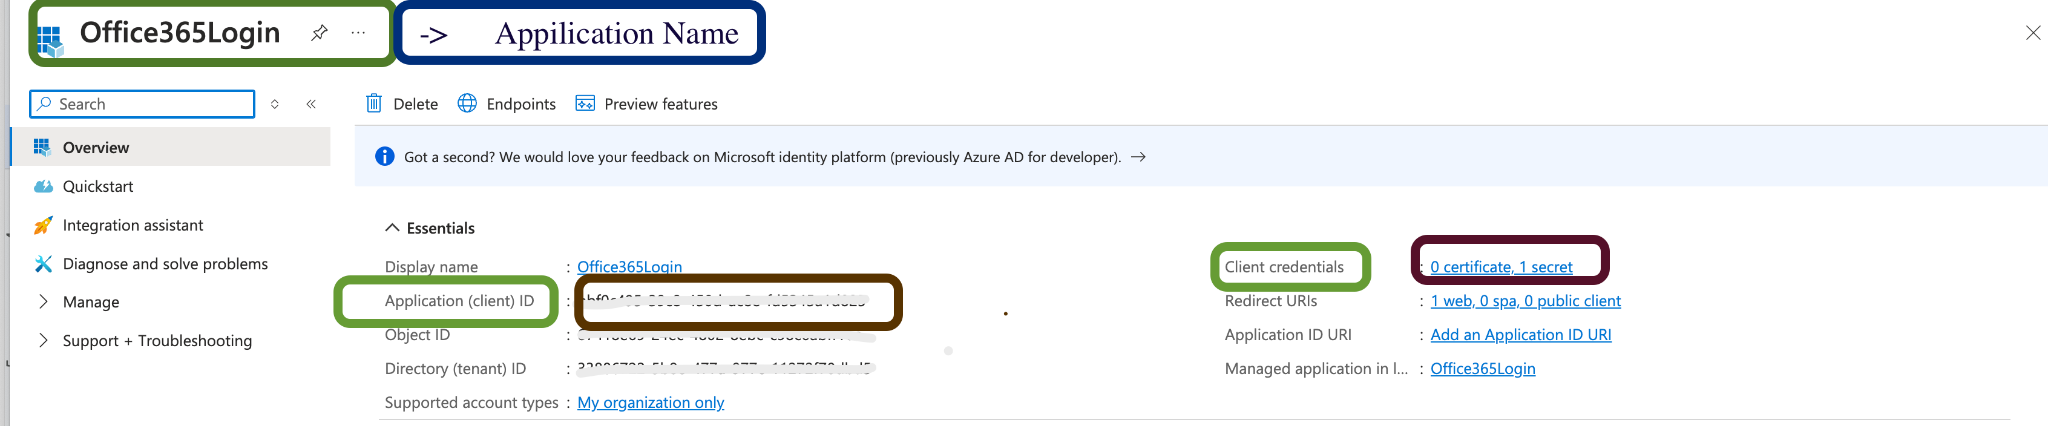 Office365Login ... -> Appilication Name
Search
Delete Endpoints Preview features
Overview
Got a second? We would love your feedback on Microsoft identity platform (previously Azure AD for developer). →
Quickstart
Integration assistant
Diagnose and solve problems
Manage
Support + Troubleshooting
Essentials
Display name : Office365Login
Application (client) ID :
Object ID :
Directory (tenant) ID :
Supported account types : My organization only
Client credentials : 0 certificate, 1 secret
Redirect URIs : 1 web, 0 spa, 0 public client
Application ID URI : Add an Application ID URI
Managed application in l... : Office365Login